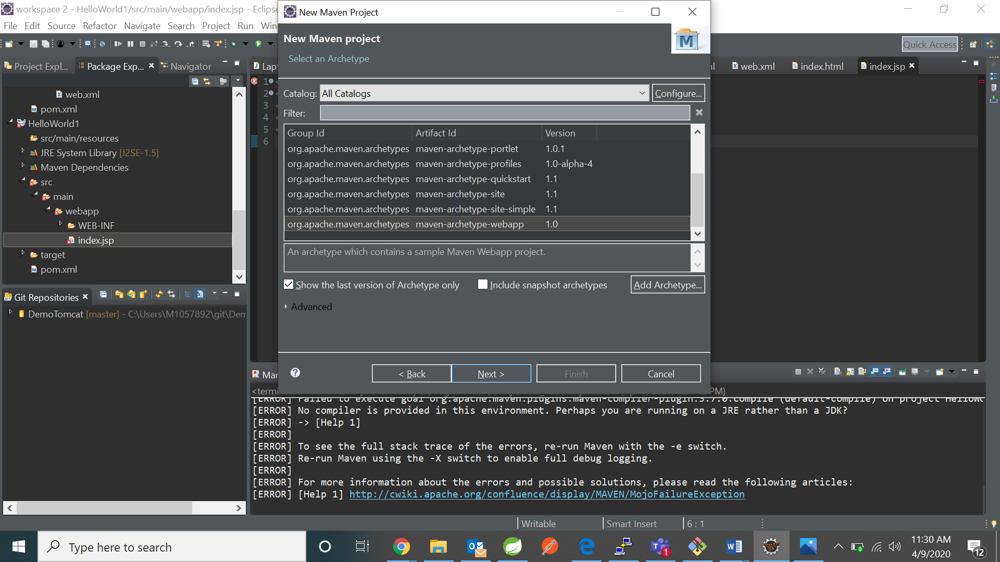 workspace 2 - HelloWorld1/src/main/webapp/index.jsp - Eclipse
File Edit Source Refactor Navigate Search Project Run
Quick Access
Project Expl... Package Exp... Navigator
web.xml
pom.xml
HelloWorld1
src/main/resources
JRE System Library [J2SE-1.5]
Maven Dependencies
src
main
webapp
WEB-INF
index.jsp
target
pom.xml
Git Repositories
DemoTomcat [master] - C:\Users\M1057892\git\Dem
web.xml index.html index.jsp
1
2
3
4
5
6
New Maven Project
New Maven project
Select an Archetype
M
Catalog: All Catalogs Configure...
Filter:
Group Id Artifact Id Version
org.apache.maven.archetypes maven-archetype-portlet 1.0.1
org.apache.maven.archetypes maven-archetype-profiles 1.0-alpha-4
org.apache.maven.archetypes maven-archetype-quickstart 1.1
org.apache.maven.archetypes maven-archetype-site 1.1
org.apache.maven.archetypes maven-archetype-site-simple 1.1
org.apache.maven.archetypes maven-archetype-webapp 1.0
An archetype which contains a sample Maven Webapp project.
Show the last version of Archetype only Include snapshot archetypes Add Archetype...
Advanced
< Back Next > Finish Cancel
PM)
[ERROR] Failed to execute goal org.apache.maven.plugins:maven-compiler-plugin:3.7.0:compile (default-compile) on project HelloWo
[ERROR] No compiler is provided in this environment. Perhaps you are running on a JRE rather than a JDK?
[ERROR] -> [Help 1]
[ERROR]
[ERROR] To see the full stack trace of the errors, re-run Maven with the -e switch.
[ERROR] Re-run Maven using the -X switch to enable full debug logging.
[ERROR]
[ERROR] For more information about the errors and possible solutions, please read the following articles:
[ERROR] [Help 1] http://cwiki.apache.org/confluence/display/MAVEN/MojoFailureException
Writable Smart Insert 6 : 1
Type here to search
11:30 AM
4/9/2020
12